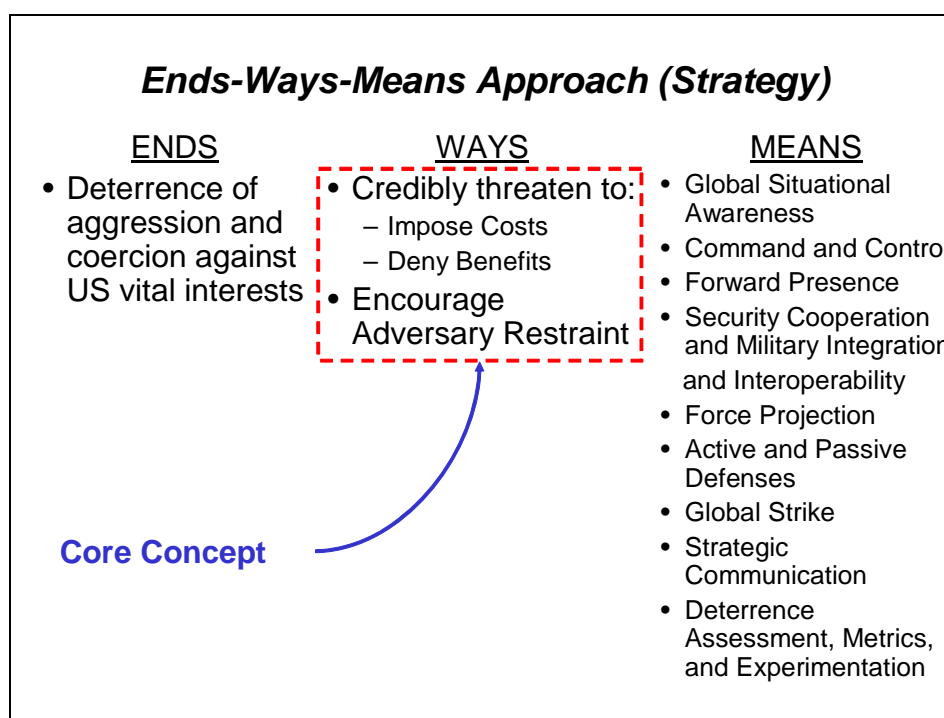 Ends-Ways-Means Approach (Strategy)
ENDS
• Deterrence of
aggression and
coercion against
US vital interests
WAYS
• Credibly threaten to:
– Impose Costs
– Deny Benefits
• Encourage
Adversary Restraint
MEANS
• Global Situational
Awareness
• Command and Contro
• Forward Presence
• Security Cooperation
and Military Integration
and Interoperability
• Force Projection
• Active and Passive
Defenses
• Global Strike
• Strategic
Communication
• Deterrence
Assessment, Metrics,
and Experimentation
Core Concept